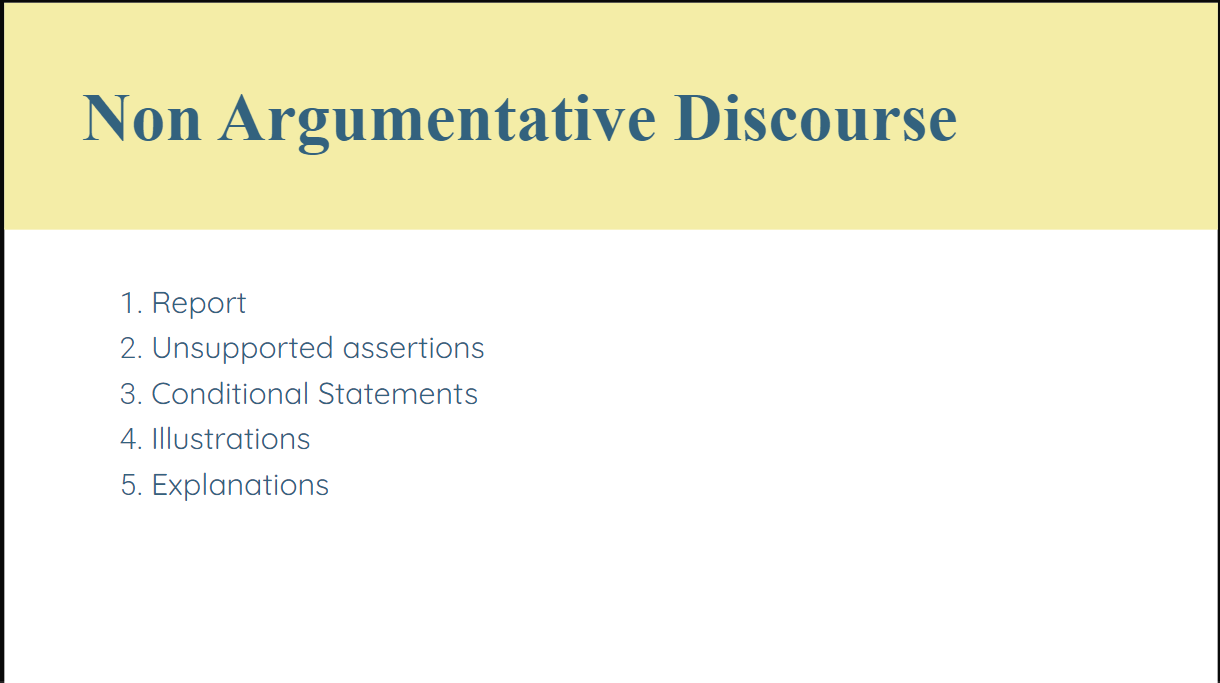 Non Argumentative Discourse
1. Report
2. Unsupported assertions
3. Conditional Statements
4. Illustrations
5. Explanations